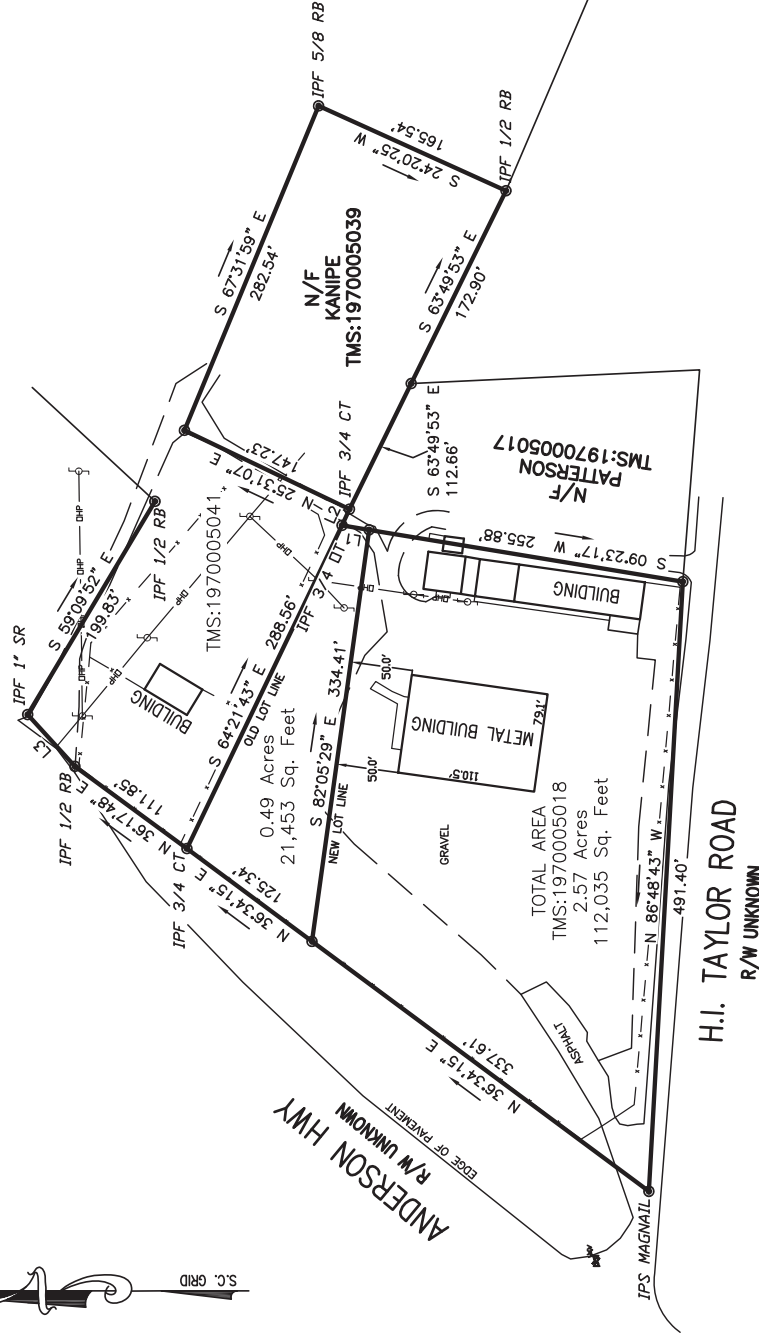 IPF 5/8 RB
S 67°31'59" E
282.54'
S 24°20'25" W
165.54'
IPF 1/2 RB
N/F
KANIPE
TMS:1970005039
S 63°49'53" E
172.90'
IPF 3/4 CT
N 25°31'07" E
147.23'
S 63°49'53" E
112.66'
N/F
PATTERSON
TMS:1970005017
IPF 1" SR
S 59°09'52" E
199.83'
OHP
OHP
OHP
OHP
OHP
IPF 1/2 RB
TMS:1970005041
BUILDING
L3
IPF 1/2 RB
N 36°17'48" E
111.85'
S 64°21'43" E 288.56'
OLD LOT LINE
IPF 3/4 OT
L2
L1
OHP
OHP
IPF 3/4 CT
N 36°34'15" E
125.34'
0.49 Acres
21,453 Sq. Feet
S 82°05'29" E 334.41'
NEW LOT LINE
50.0'
50.0'
S 09°23'17" W 255.88'
BUILDING
METAL BUILDING
110.5'
79.1'
GRAVEL
TOTAL AREA
TMS:1970005018
2.57 Acres
112,035 Sq. Feet
N 36°34'15" E
337.61'
ASPHALT
EDGE OF PAVEMENT
ANDERSON HWY
R/W UNKNOWN
N 86°48'43" W
491.40'
H.I. TAYLOR ROAD
R/W UNKNOWN
IPS MAGNAIL
S.C. GRID